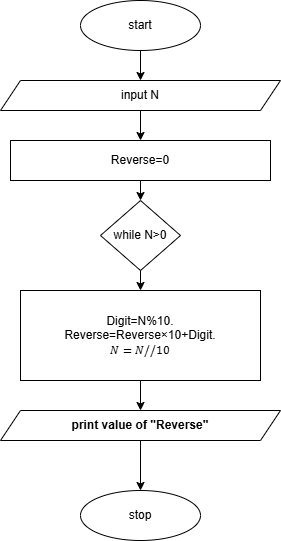 start
input N
Reverse=0
while N>0
Digit=N%10.
Reverse=Reverse×10+Digit.
N = N//10
print value of "Reverse"
stop